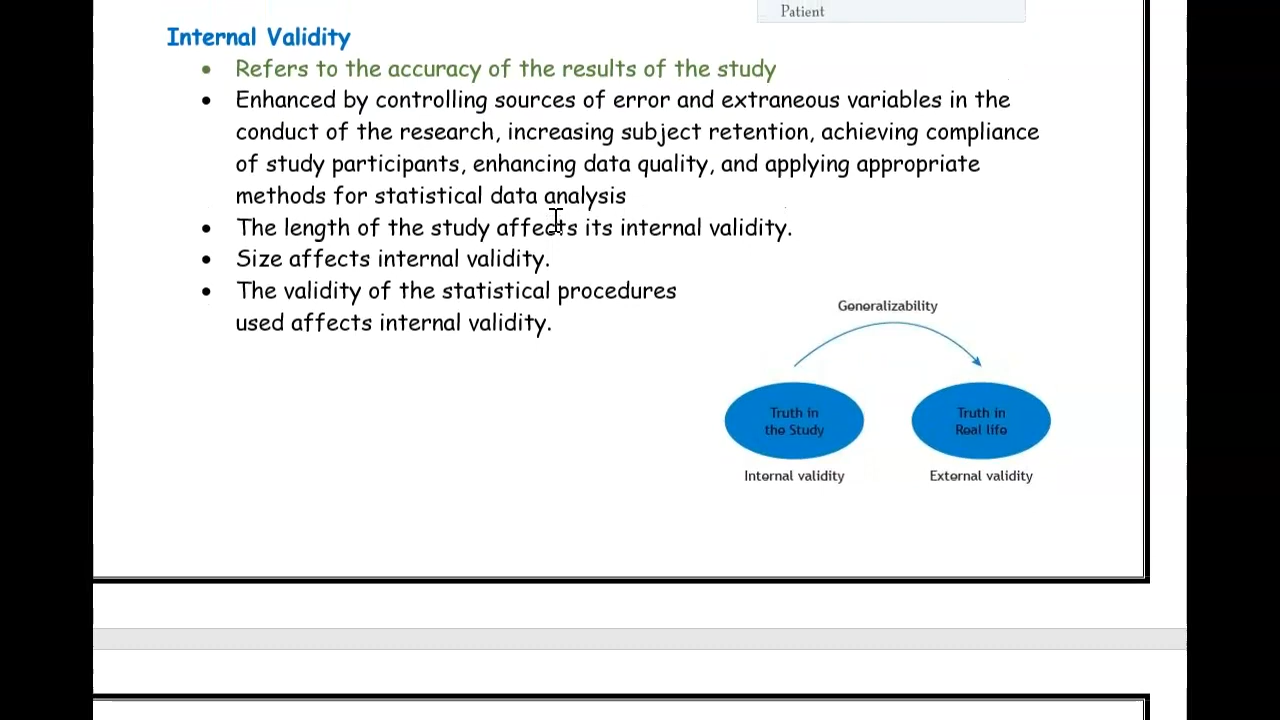 Patient
Internal Validity
• Refers to the accuracy of the results of the study
• Enhanced by controlling sources of error and extraneous variables in the
conduct of the research, increasing subject retention, achieving compliance
of study participants, enhancing data quality, and applying appropriate
methods for statistical data analysis
• The length of the study affects its internal validity.
• Size affects internal validity.
• The validity of the statistical procedures
used affects internal validity.
Generalizability
Truth in
the Study
Internal validity
Truth in
Real life
External validity